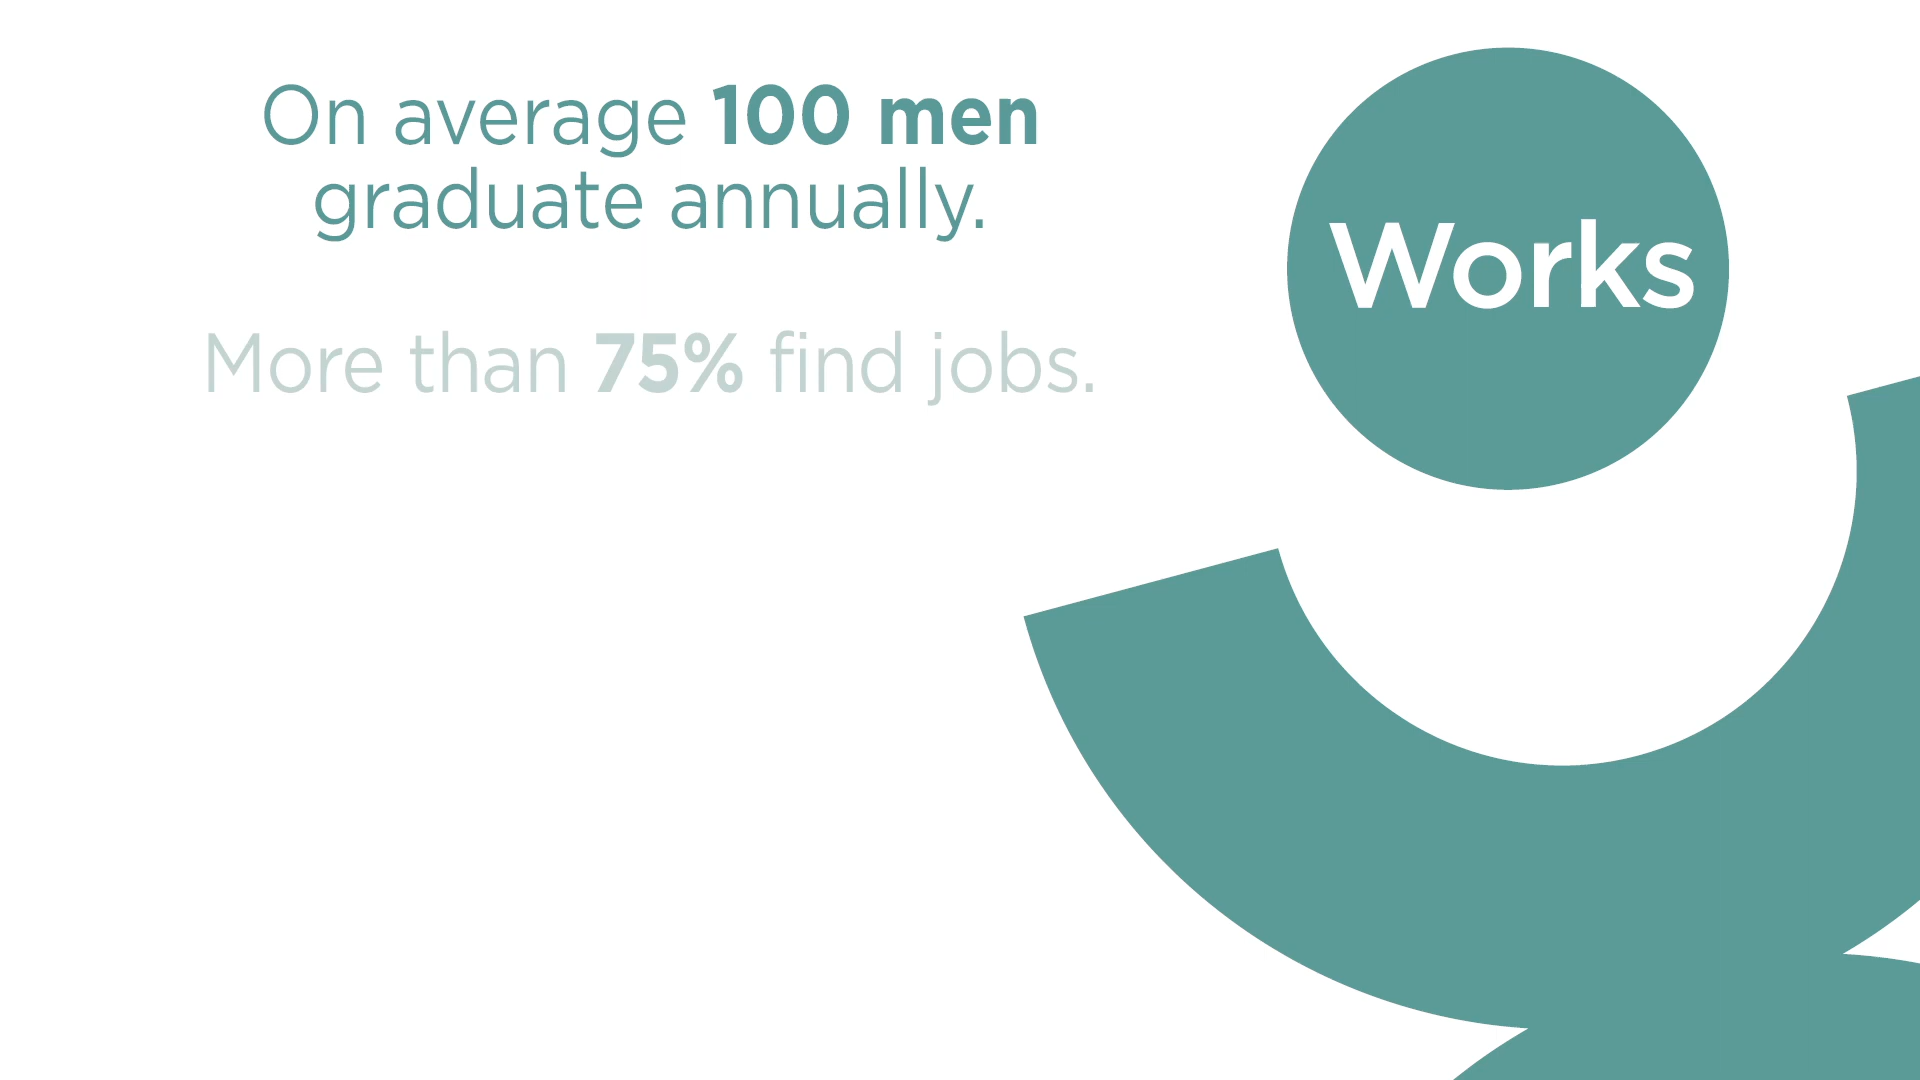 On average 100 men
graduate annually.
More than 75% find jobs.
Works